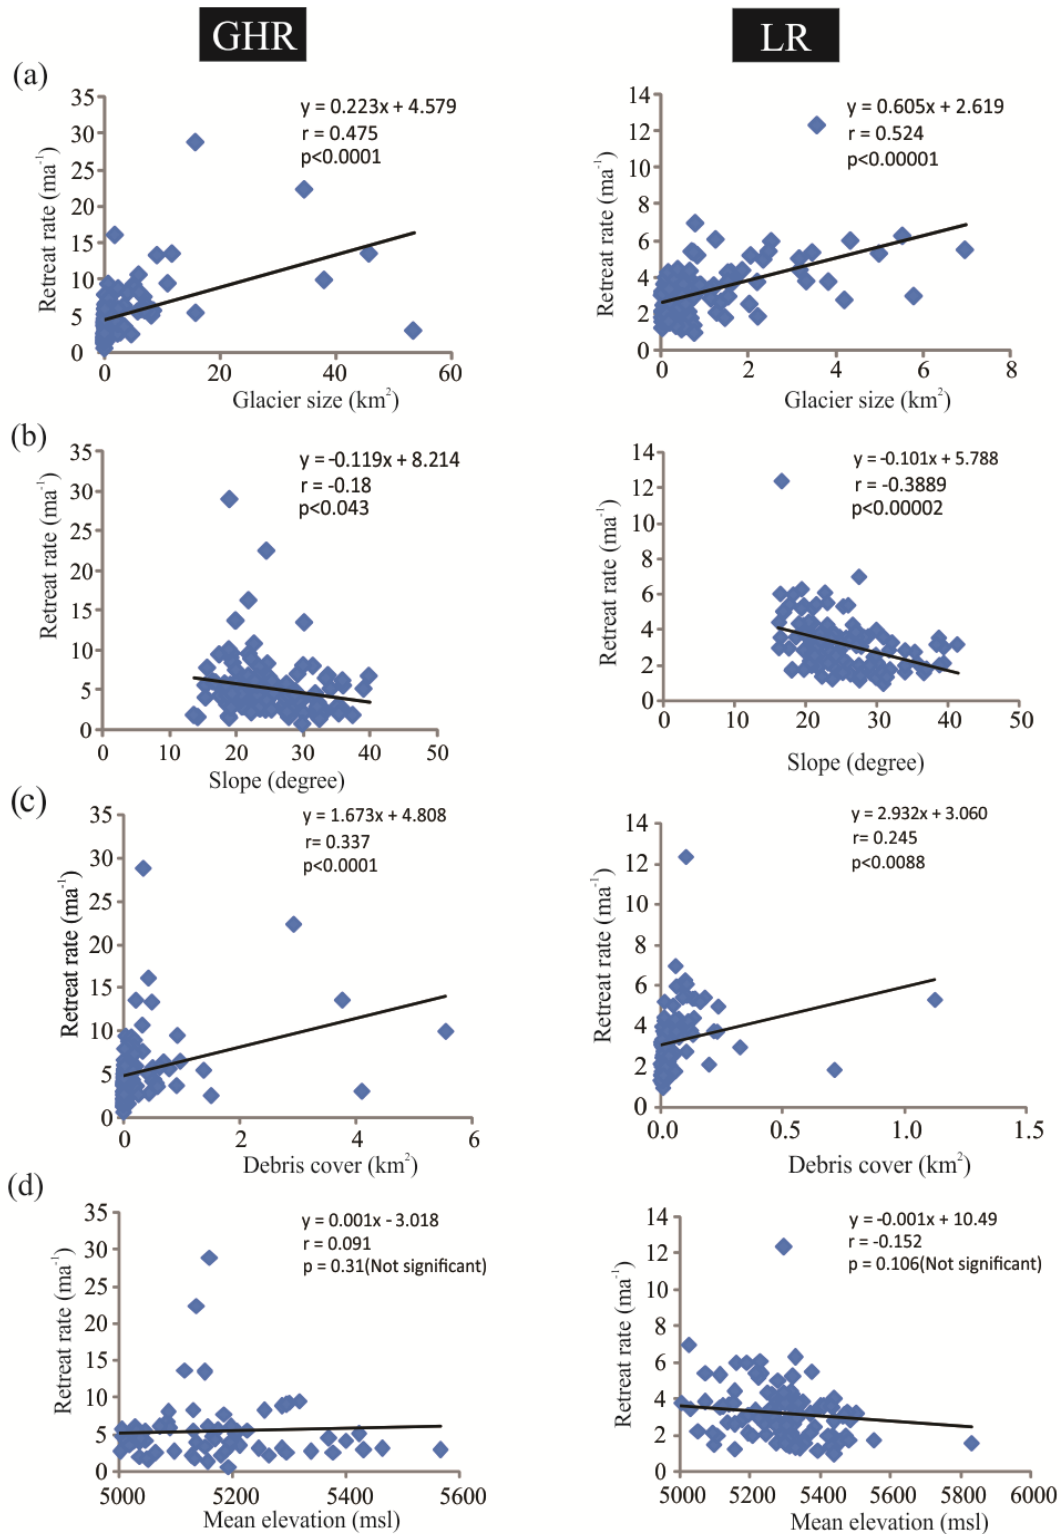 GHR
LR
(a)
35
30
25
20
15
10
5
0
Retreat rate (ma⁻¹)
y = 0.223x + 4.579
r = 0.475
p<0.0001
0 20 40 60
Glacier size (km²)
14
12
10
8
6
4
2
0
Retreat rate (ma⁻¹)
y = 0.605x + 2.619
r = 0.524
p<0.00001
0 2 4 6 8
Glacier size (km²)
(b)
35
30
25
20
15
10
5
0
Retreat rate (ma⁻¹)
y = -0.119x + 8.214
r = -0.18
p<0.043
0 10 20 30 40 50
Slope (degree)
14
12
10
8
6
4
2
0
Retreat rate (ma⁻¹)
y = -0.101x + 5.788
r = -0.3889
p<0.00002
0 10 20 30 40 50
Slope (degree)
(c)
35
30
25
20
15
10
5
0
Retreat rate (ma⁻¹)
y = 1.673x + 4.808
r= 0.337
p<0.0001
0 2 4 6
Debris cover (km²)
14
12
10
8
6
4
2
0
Retreat rate (ma⁻¹)
y = 2.932x + 3.060
r= 0.245
p<0.0088
0.0 0.5 1.0 1.5
Debris cover (km²)
(d)
35
30
25
20
15
10
5
0
Retreat rate (ma⁻¹)
y = 0.001x - 3.018
r = 0.091
p = 0.31(Not significant)
5000 5200 5400 5600
Mean elevation (msl)
14
12
10
8
6
4
2
0
Retreat rate (ma⁻¹)
y = -0.001x + 10.49
r = -0.152
p = 0.106(Not significant)
5000 5200 5400 5600 5800 6000
Mean elevation (msl)